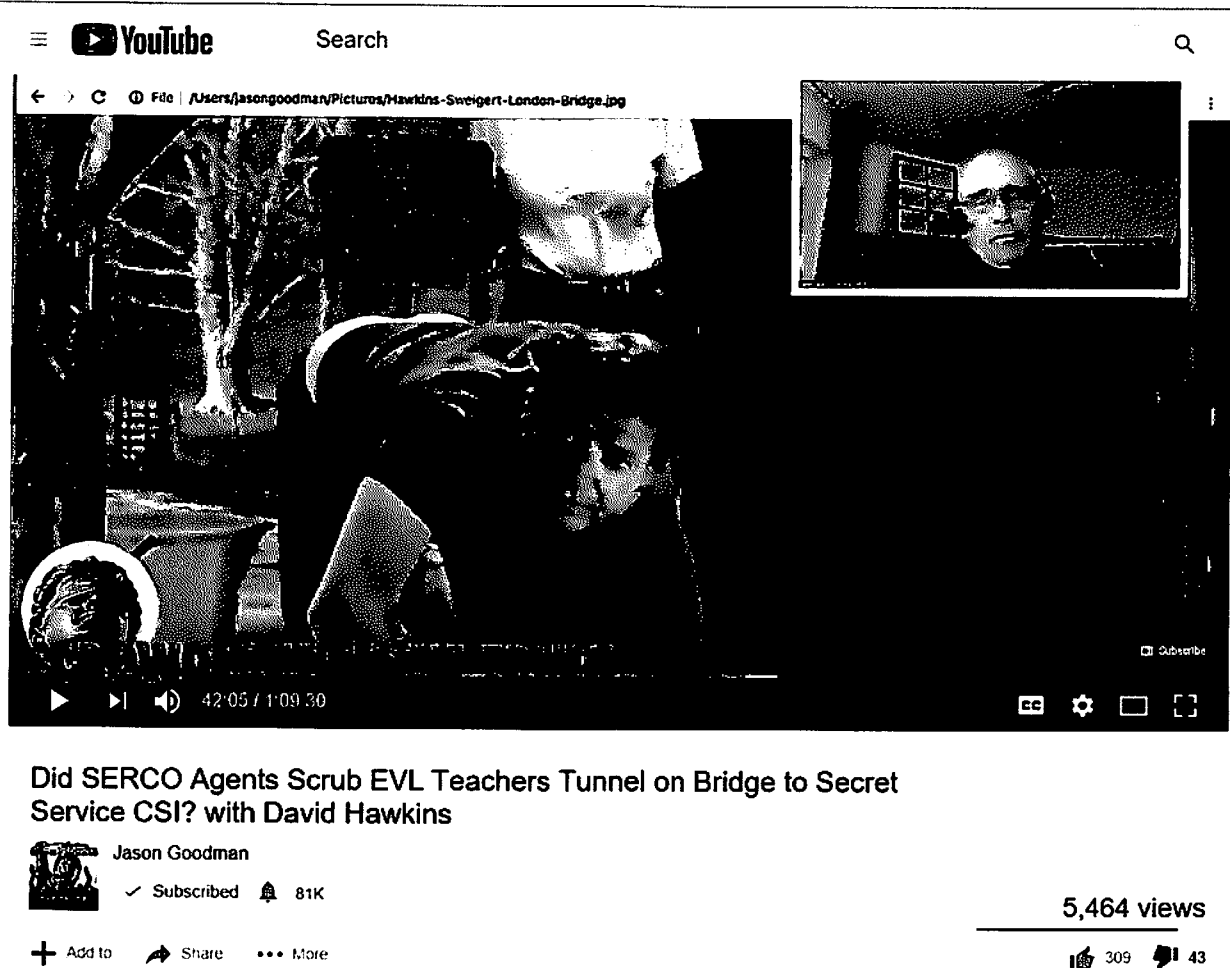 YouTube
Search
File | /Users/jasongoodman/Pictures/Hawkins-Sweigert-London-Bridge.jpg
Subscribe
42:05 / 1:09:30
CC
Did SERCO Agents Scrub EVL Teachers Tunnel on Bridge to Secret
Service CSI? with David Hawkins
Jason Goodman
Subscribed 81K
5,464 views
Add to Share More
309 43